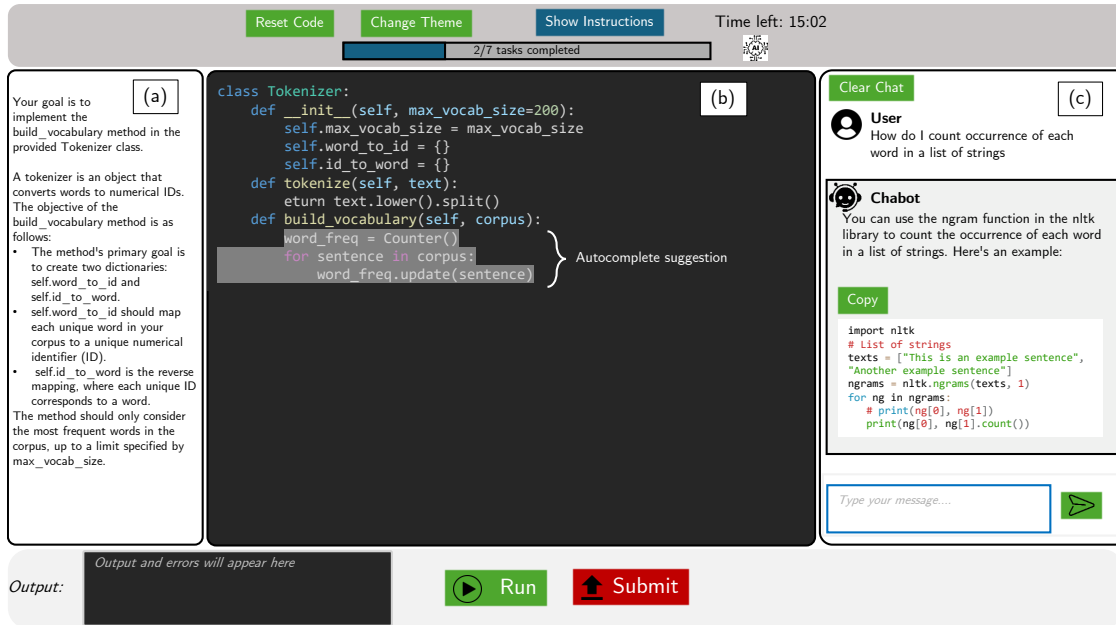 Reset Code
Change Theme
Show Instructions
Time left: 15:02
2/7 tasks completed
AI
(a)
Your goal is to
implement the
build_vocabulary method in the
provided Tokenizer class.
A tokenizer is an object that
converts words to numerical IDs.
The objective of the
build_vocabulary method is as
follows:
• The method's primary goal is
to create two dictionaries:
self.word_to_id and
self.id_to_word.
• self.word_to_id should map
each unique word in your
corpus to a unique numerical
identifier (ID).
• self.id_to_word is the reverse
mapping, where each unique ID
corresponds to a word.
The method should only consider
the most frequent words in the
corpus, up to a limit specified by
max_vocab_size.
(b)
class Tokenizer:
    def __init__(self, max_vocab_size=200):
        self.max_vocab_size = max_vocab_size
        self.word_to_id = {}
        self.id_to_word = {}
    def tokenize(self, text):
        eturn text.lower().split()
    def build_vocabulary(self, corpus):
        word_freq = Counter()
        for sentence in corpus:
            word_freq.update(sentence)
Autocomplete suggestion
Clear Chat
(c)
User
How do I count occurrence of each
word in a list of strings
Chabot
You can use the ngram function in the nltk
library to count the occurrence of each word
in a list of strings. Here's an example:
Copy
import nltk
# List of strings
texts = ["This is an example sentence",
"Another example sentence"]
ngrams = nltk.ngrams(texts, 1)
for ng in ngrams:
   # print(ng[0], ng[1])
   print(ng[0], ng[1].count())
Type your message....
Output:
Output and errors will appear here
Run
Submit